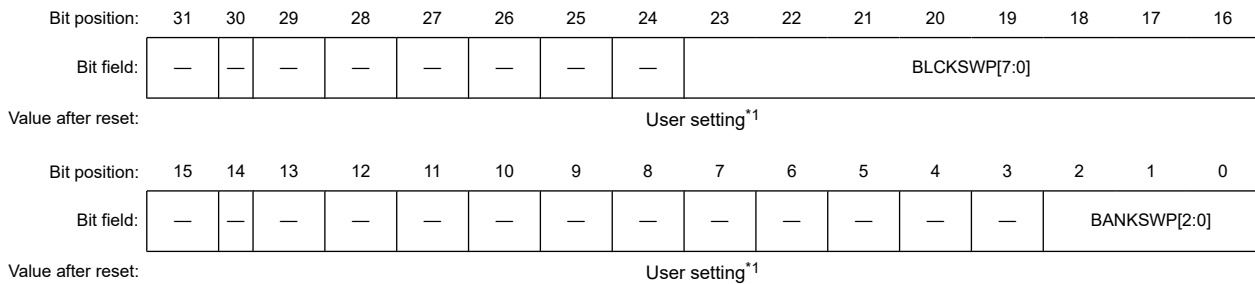 Bit position: 31 30 29 28 27 26 25 24 23 22 21 20 19 18 17 16
Bit field: — — — — — — — — BLCKSWP[7:0]
Value after reset: User setting*1
Bit position: 15 14 13 12 11 10 9 8 7 6 5 4 3 2 1 0
Bit field: — — — — — — — — — — — — — BANKSWP[2:0]
Value after reset: User setting*1